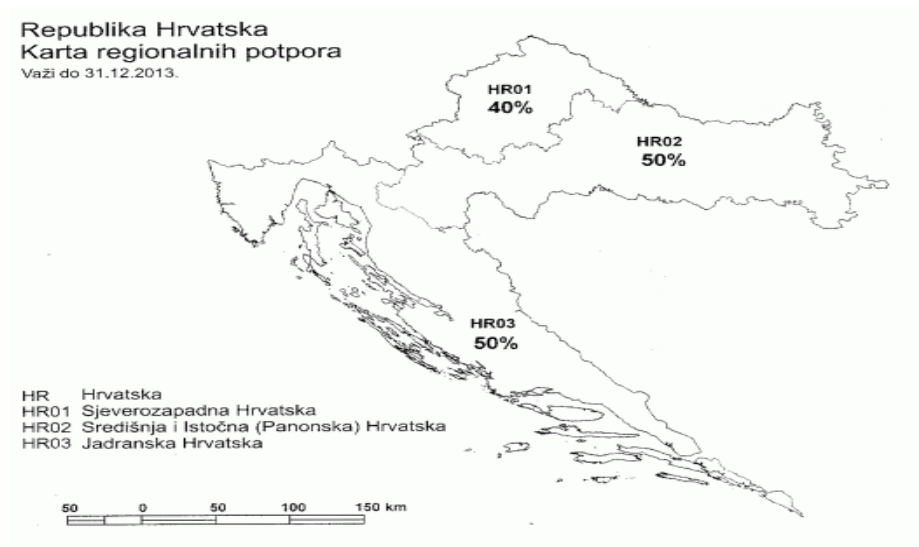 Republika Hrvatska
Karta regionalnih potpora
Važi do 31.12.2013.
HR01
40%
HR02
50%
HR03
50%
HR Hrvatska
HR01 Sjeverozapadna Hrvatska
HR02 Središnja i Istočna (Panonska) Hrvatska
HR03 Jadranska Hrvatska
50 0 50 100 150 km